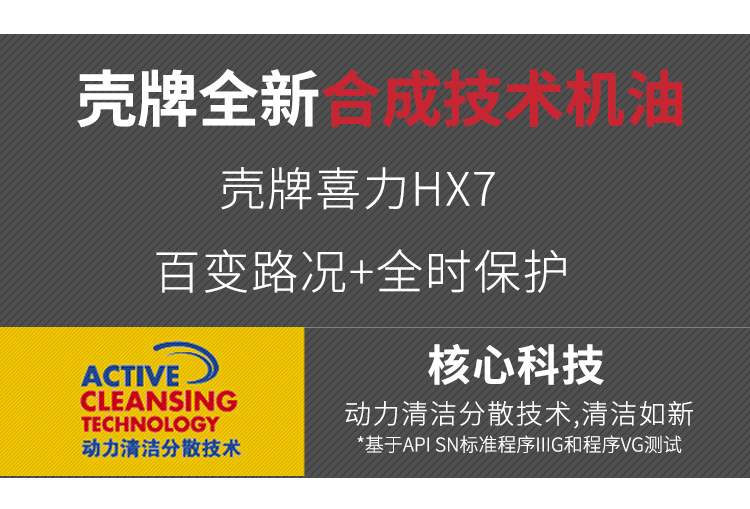 壳牌全新合成技术机油
壳牌喜力HX7
百变路况+全时保护
ACTIVE
CLEANSING
TECHNOLOGY
动力清洁分散技术
核心科技
动力清洁分散技术,清洁如新
*基于API SN标准程序IIIG和程序VG测试